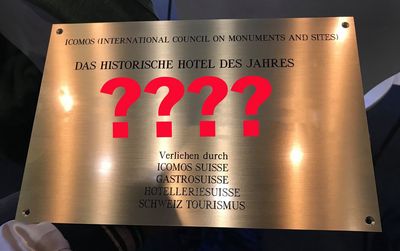 ICOMOS (INTERNATIONAL COUNCIL ON MONUMENTS AND SITES)
DAS HISTORISCHE HOTEL DES JAHRES
????
Verliehen durch
ICOMOS SUISSE
GASTROSUISSE
HOTELLERIESUISSE
SCHWEIZ TOURISMUS